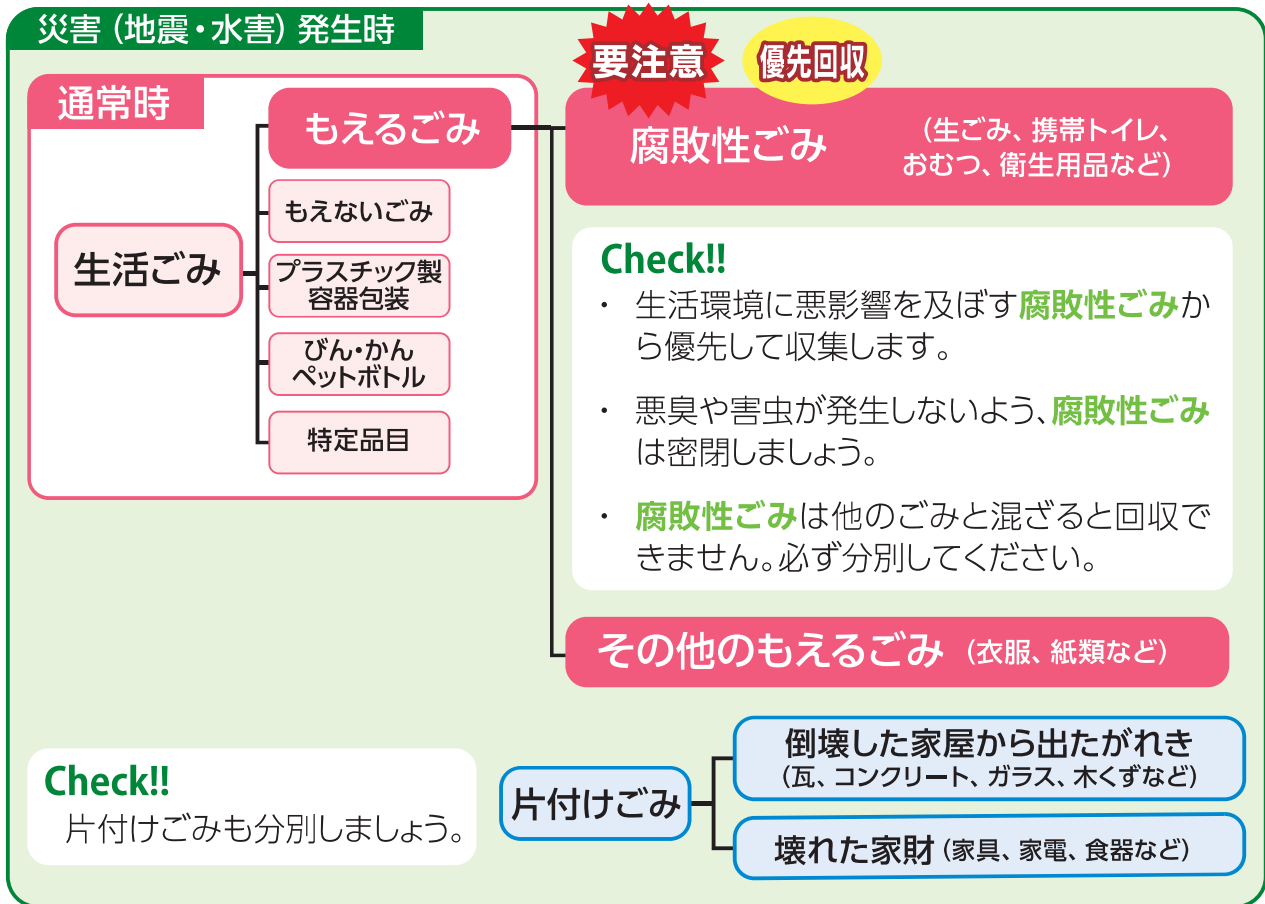 災害（地震・水害）発生時
通常時
生活ごみ
もえるごみ
もえないごみ
プラスチック製
容器包装
びん・かん
ペットボトル
特定品目
要注意
優先回収
腐敗性ごみ
（生ごみ、携帯トイレ、
おむつ、衛生用品など）
Check!!
・ 生活環境に悪影響を及ぼす腐敗性ごみか
ら優先して収集します。
・ 悪臭や害虫が発生しないよう、腐敗性ごみ
は密閉しましょう。
・ 腐敗性ごみは他のごみと混ざると回収で
きません。必ず分別してください。
その他のもえるごみ（衣服、紙類など）
Check!!
片付けごみも分別しましょう。
片付けごみ
倒壊した家屋から出たがれき
（瓦、コンクリート、ガラス、木くずなど）
壊れた家財（家具、家電、食器など）